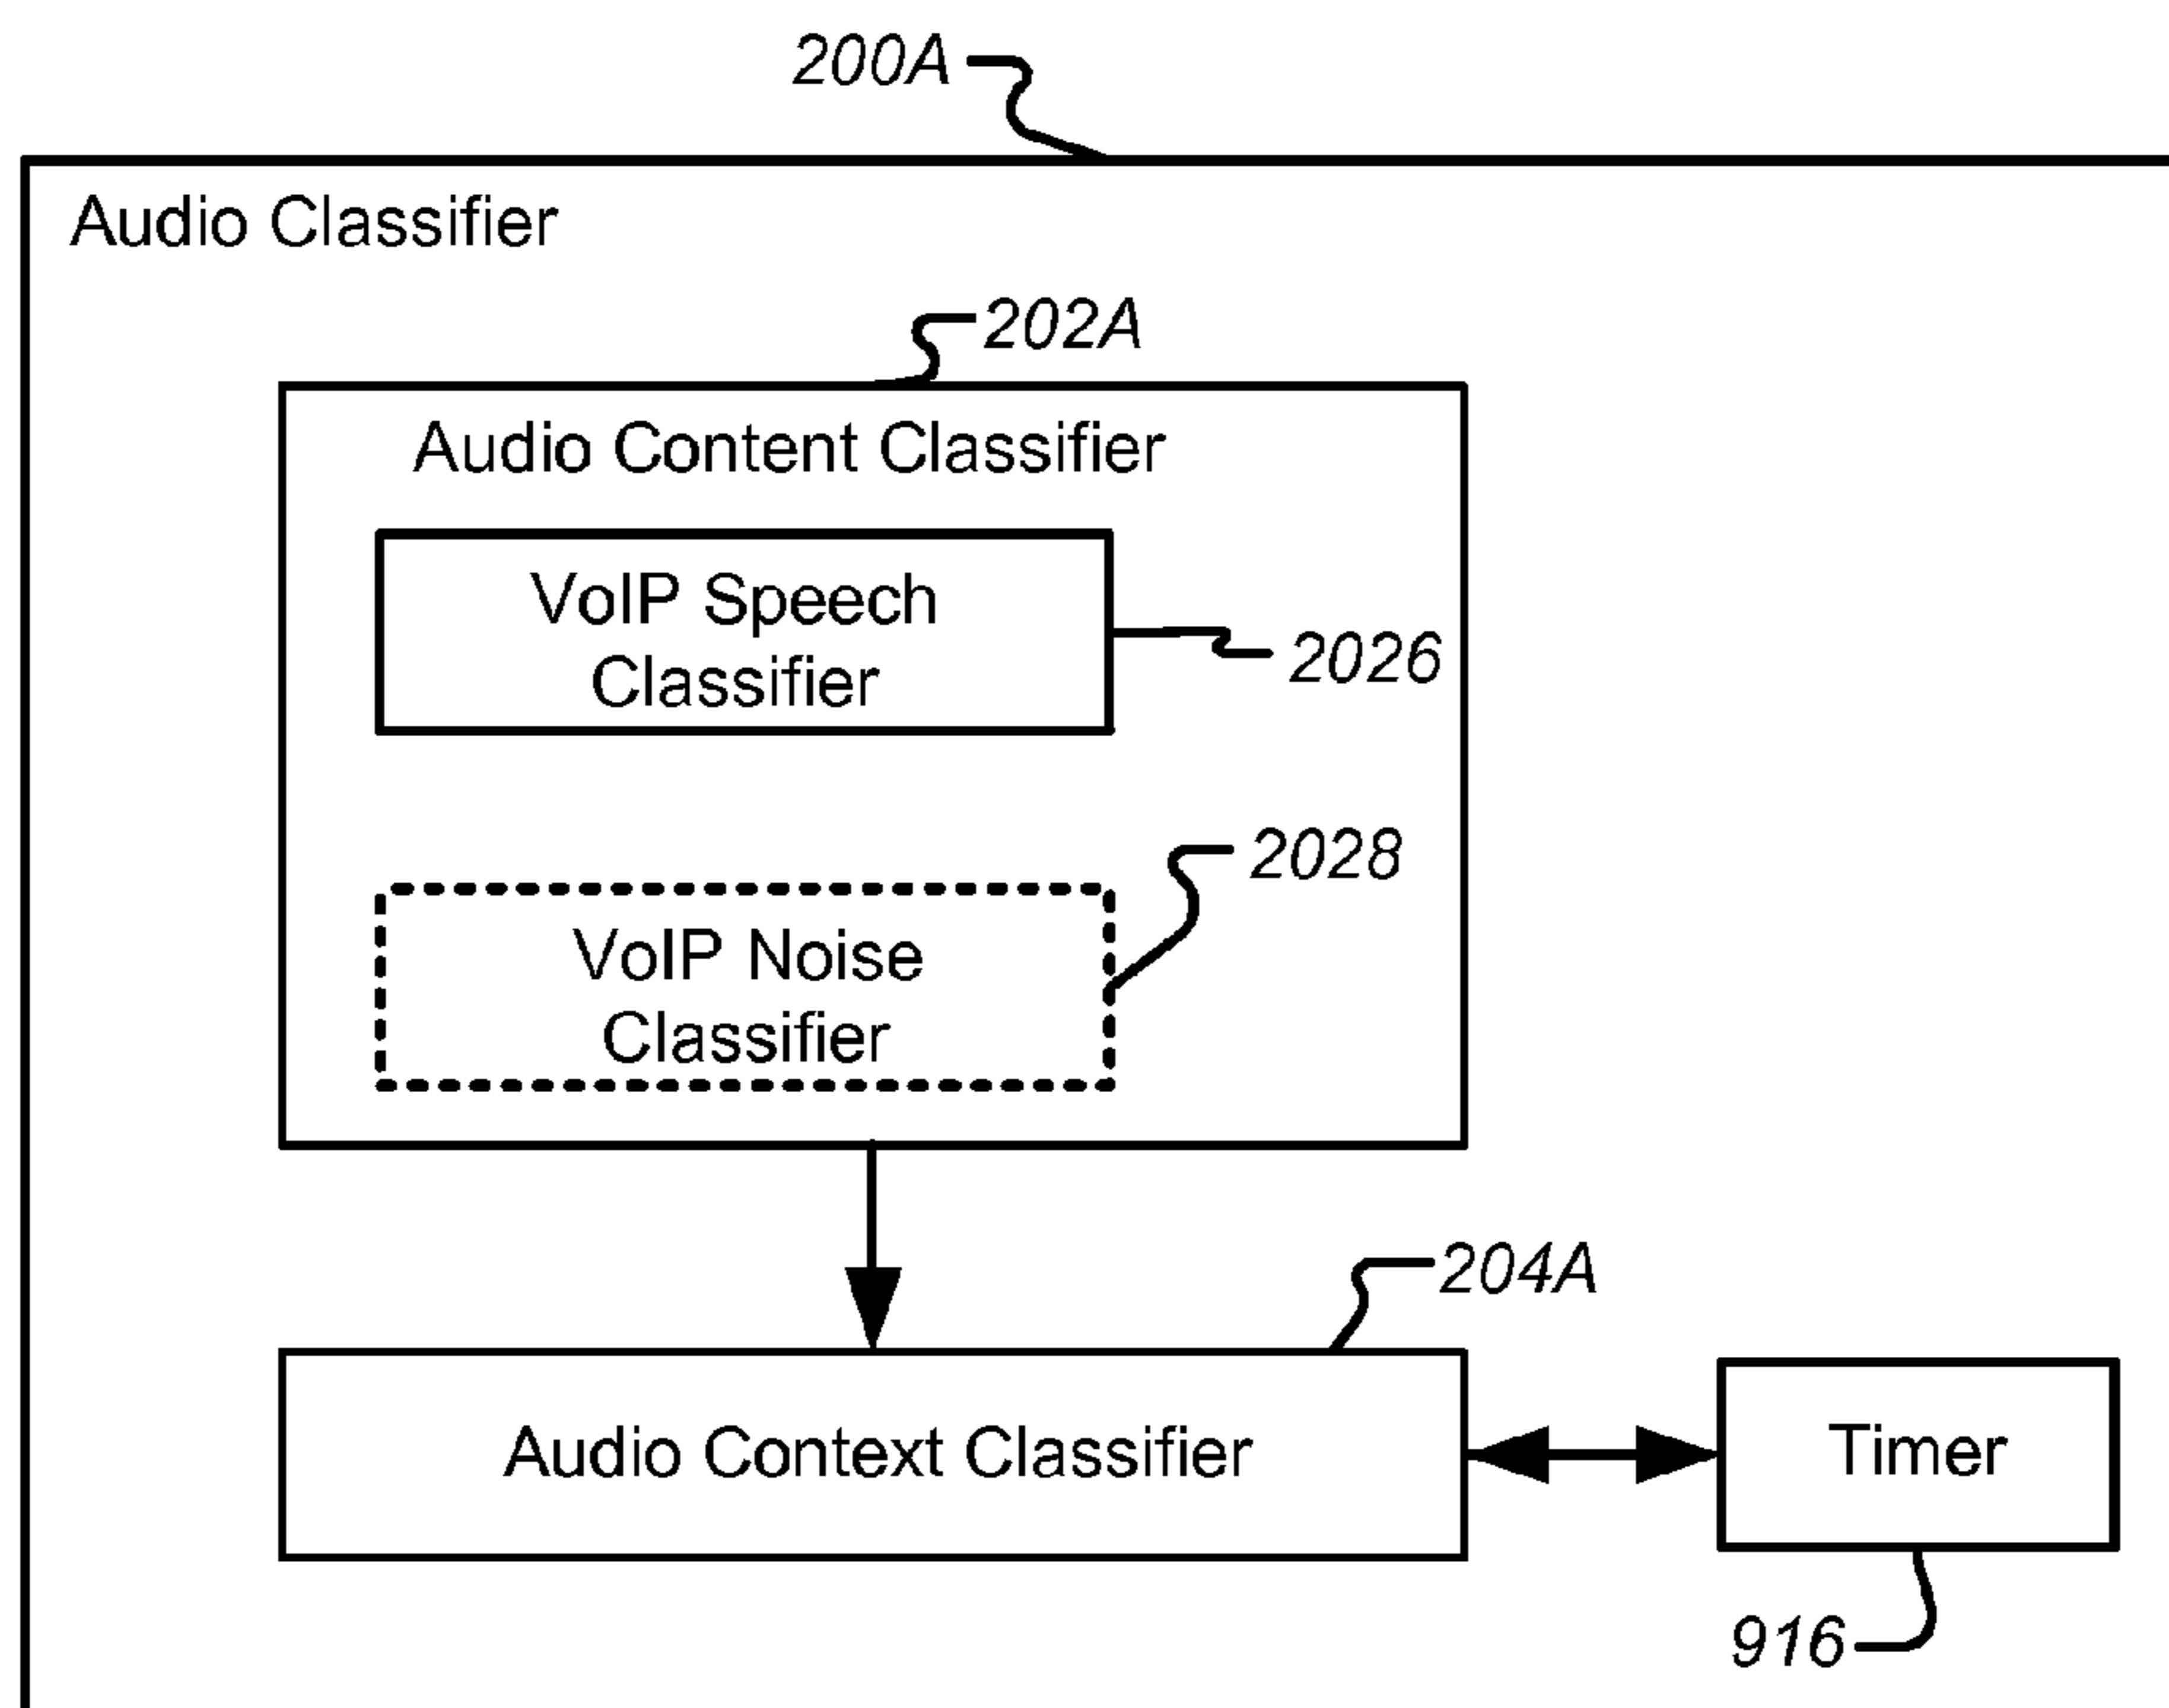 200A
Audio Classifier
202A
Audio Content Classifier
VoIP Speech
Classifier
2026
2028
VoIP Noise
Classifier
204A
Audio Context Classifier
Timer
916